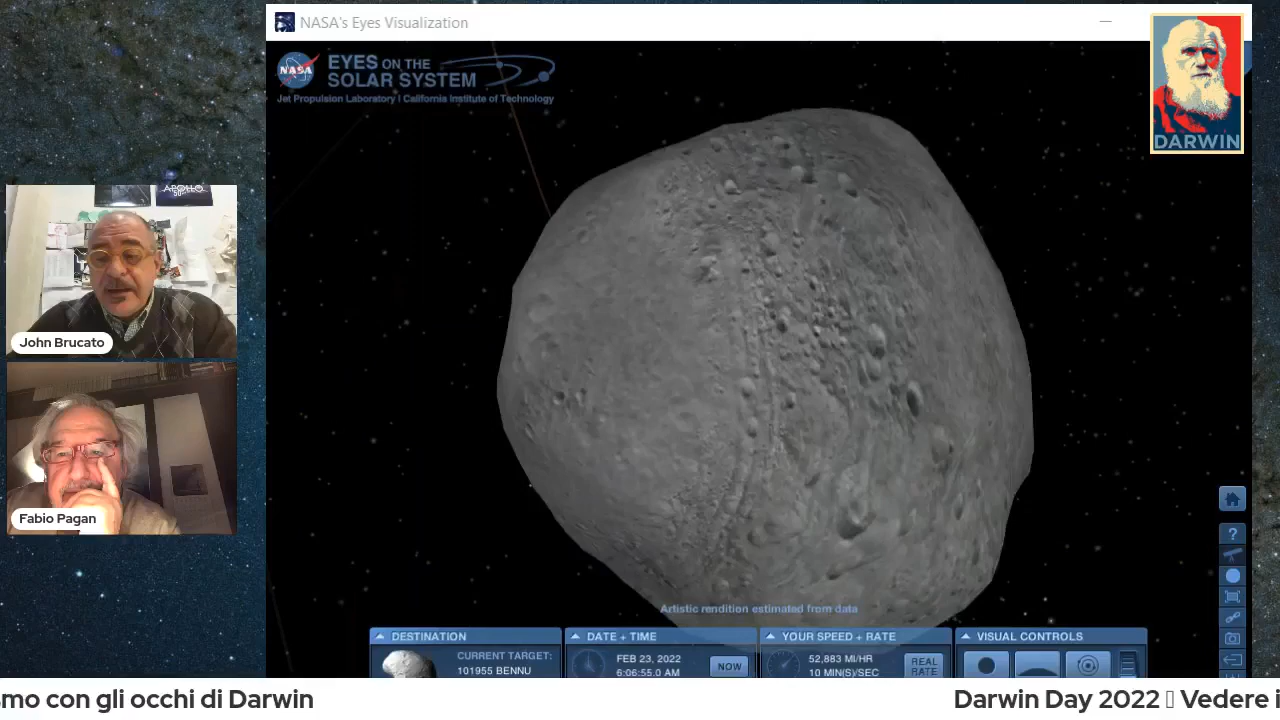 NASA's Eyes Visualization
NASA
EYES ON THE
SOLAR SYSTEM
Jet Propulsion Laboratory | California Institute of Technology
DARWIN
APOLLO
50
John Brucato
Fabio Pagan
?
Artistic rendition estimated from data
DESTINATION
CURRENT TARGET:
101955 BENNU
DATE + TIME
FEB 23, 2022
6:06:55.0 AM
NOW
YOUR SPEED + RATE
52,883 MI/HR
10 MIN(S)/SEC
REAL
RATE
VISUAL CONTROLS
smo con gli occhi di Darwin
Darwin Day 2022 ▯ Vedere i